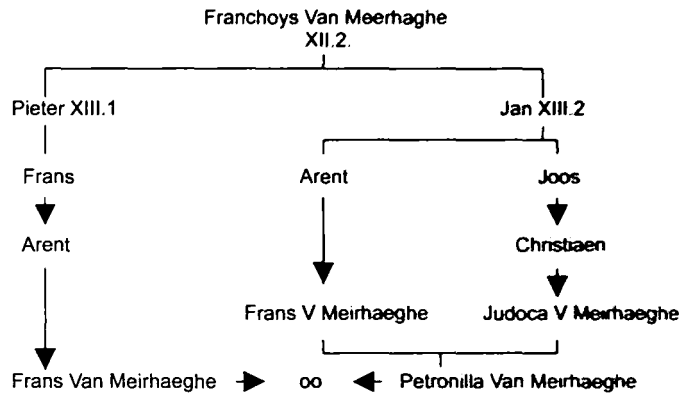 Franchoys Van Meerhaghe
XII.2.
Pieter XIII.1
Jan XIII.2
Frans
Arent
Joos
Arent
Christiaen
Frans V Meirhaeghe
Judoca V Meirhaeghe
Frans Van Meirhaeghe
oo
Petronilla Van Meirhaeghe